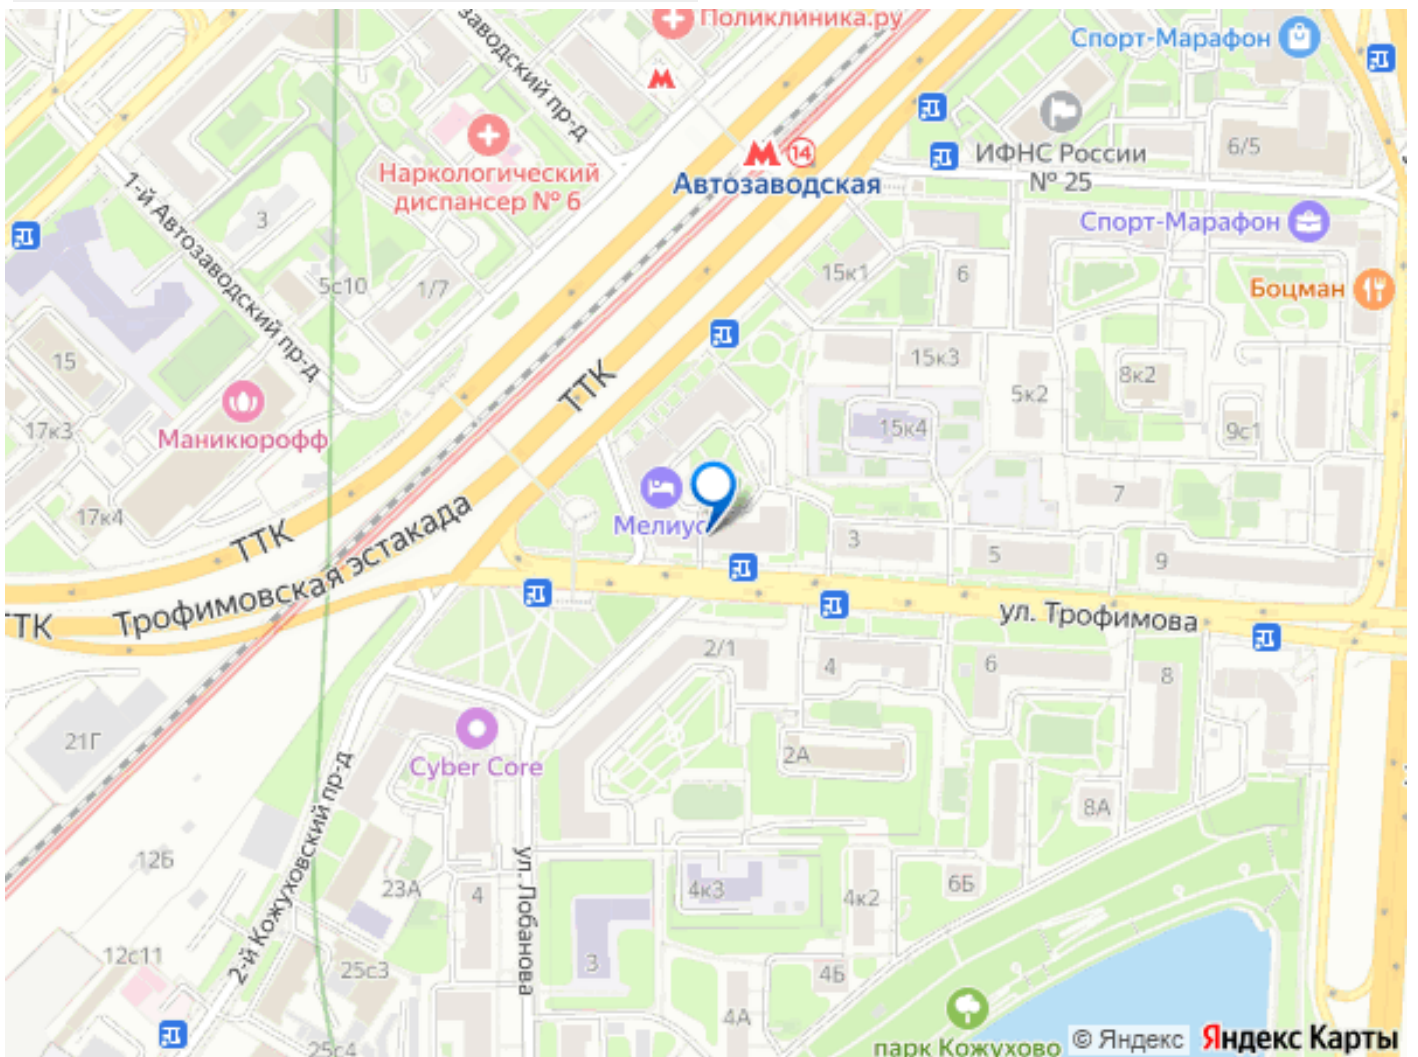 Поликлиника.ру
заводский пр-д
Спорт-Марафон
Наркологический
диспансер № 6
14
Автозаводская
ИФНС России
№ 25
6/5
1-й Автозаводский пр-д
3
Спорт-Марафон
5с10
1/7
15к1
6
Боцман
15
15к3
ТТК
5к2
8к2
Маникюрофф
17к3
15к4
9с1
17к4
Мелиус
7
ТТК
Трофимовская эстакада
3
5
9
ТТК
ул. Трофимова
2/1
4
6
8
21Г
Cyber Core
2А
8А
2-й Кожуховский пр-д
12Б
23А
4
ул. Лобанова
4к3
4к2
6Б
12с11
25с3
3
4Б
4А
25с4
парк Кожухово
© Яндекс
Яндекс Карты